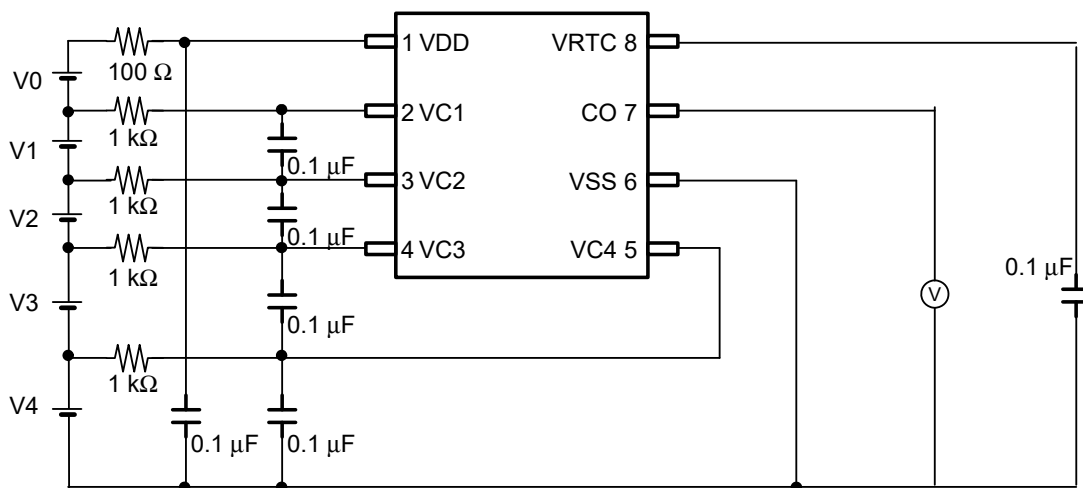 1 VDD VRTC 8
V0
100 Ω
2 VC1 CO 7
V1
1 kΩ
0.1 μF
3 VC2 VSS 6
V2
1 kΩ
0.1 μF
4 VC3 VC4 5
1 kΩ
0.1 μF
V
V3
0.1 μF
1 kΩ
V4
0.1 μF
0.1 μF